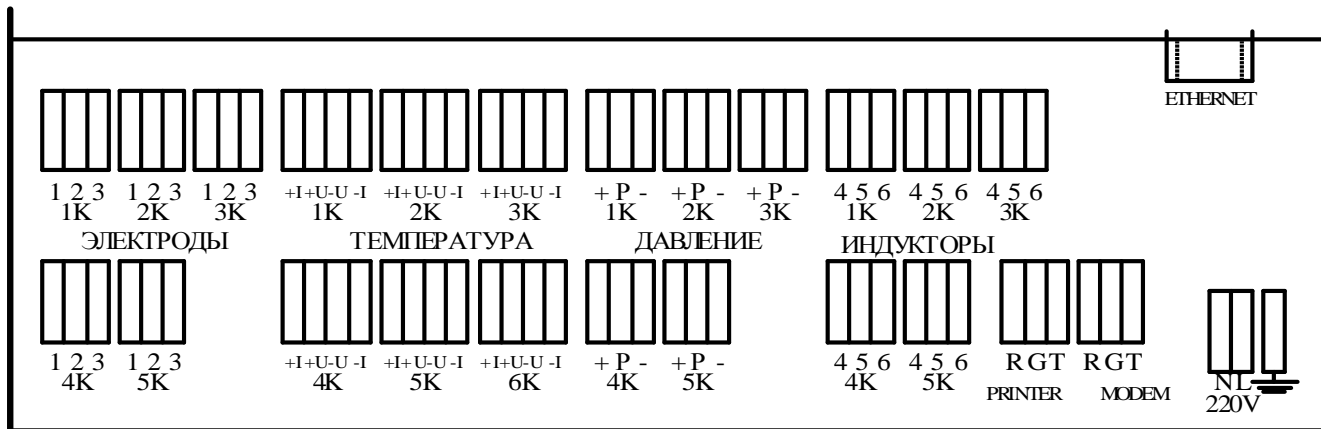 ETHERNET
1 2 3 1 2 3 1 2 3 +I+U-U-I +I+U-U-I +I+U-U-I + P - + P - + P - 4 5 6 4 5 6 4 5 6
1K 2K 3K 1K 2K 3K 1K 2K 3K 1K 2K 3K
ЭЛЕКТРОДЫ ТЕМПЕРАТУРА ДАВЛЕНИЕ ИНДУКТОРЫ
1 2 3 1 2 3 +I+U-U-I +I+U-U-I +I+U-U-I + P - + P - 4 5 6 4 5 6 R G T R G T
4K 5K 4K 5K 6K 4K 5K 4K 5K PRINTER MODEM NL
220V